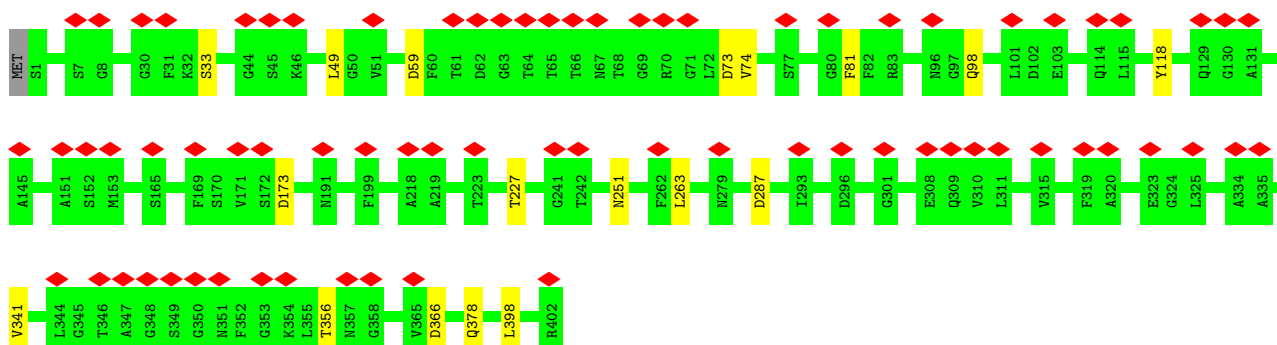 MET S1 S7 G8 G30 F31 K32 S33 G44 S45 K46 L49 G50 V51 D59 F60 T61 D62 G63 T64 T65 T66 N67 T68 G69 R70 G71 L72 D73 V74 S77 G80 F81 F82 R83 N96 G97 Q98 L101 D102 E103 Q114 L115 Y118 Q129 G130 A131
A145 A151 S152 M153 S165 F169 S170 V171 S172 D173 N191 F199 A218 A219 T223 T227 G241 T242 N251 F262 L263 N279 D287 I293 D296 G301 E308 Q309 V310 L311 V315 F319 A320 E323 G324 L325 A334 A335
V341 L344 G345 T346 A347 G348 S349 G350 N351 F352 G353 K354 L355 T356 N357 G358 V365 D366 Q378 L398 R402